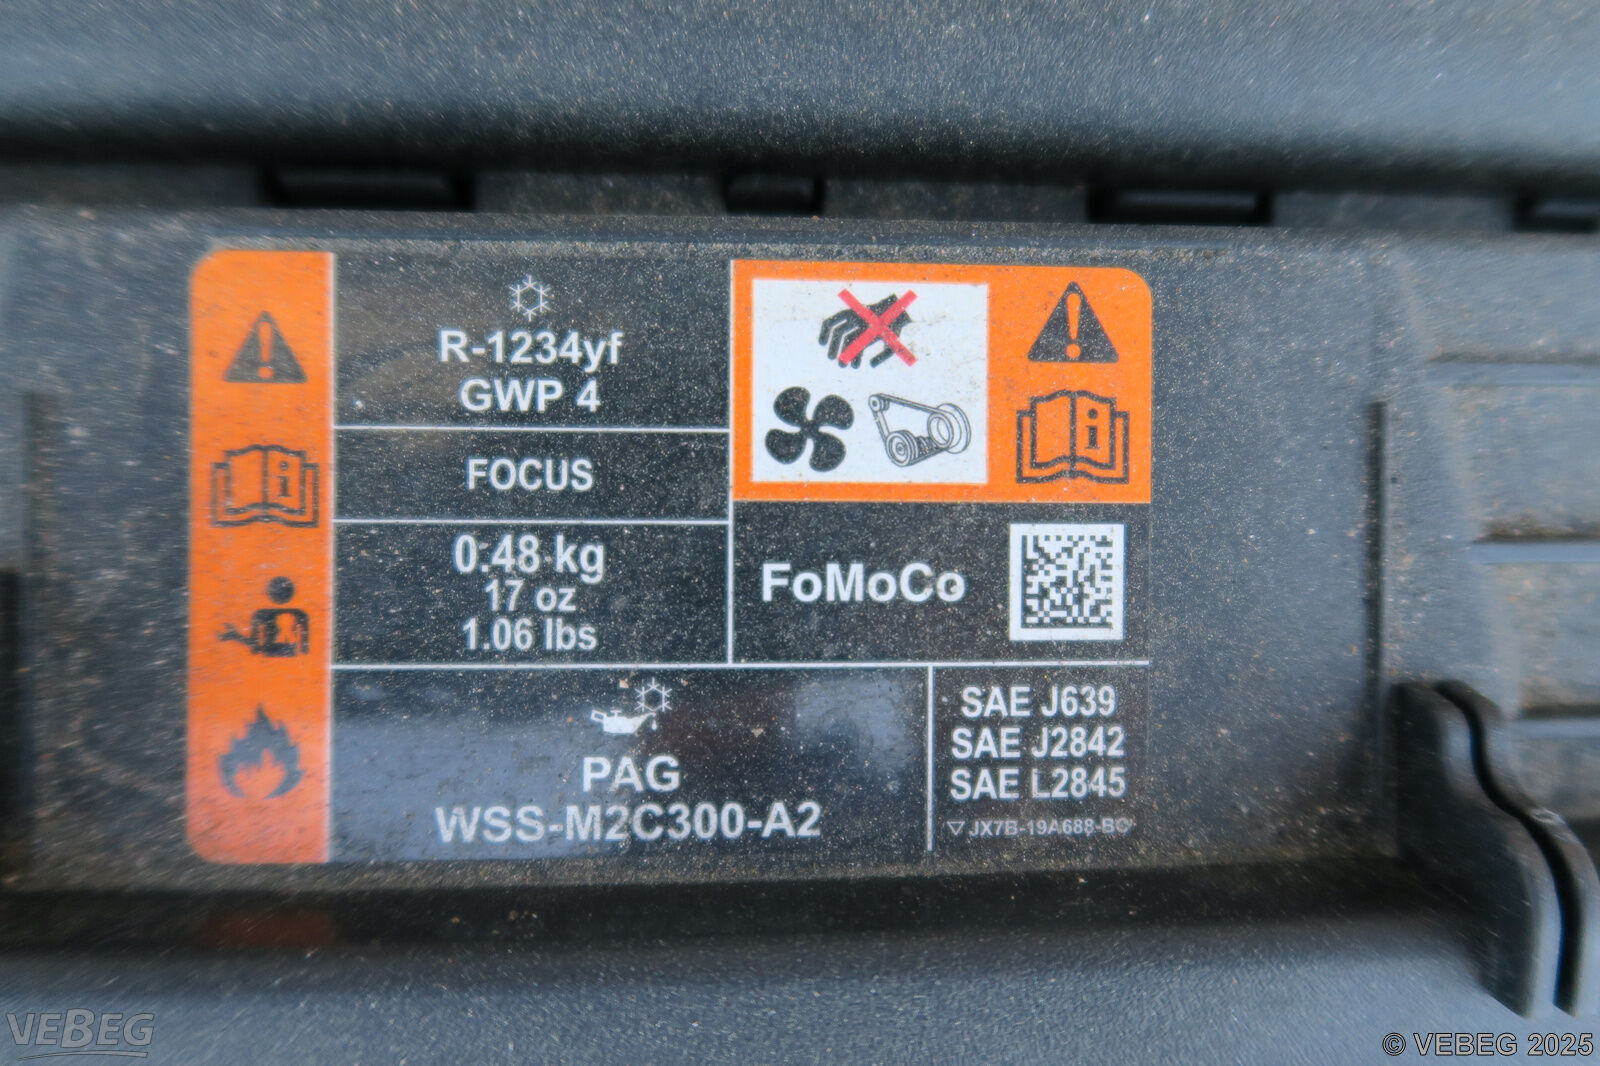 R-1234yf
GWP 4
FOCUS
0.48 kg
17 oz
1.06 lbs
FoMoCo
PAG
WSS-M2C300-A2
SAE J639
SAE J2842
SAE L2845
JX7B-19A688-BC
VEBEG
© VEBEG 2025